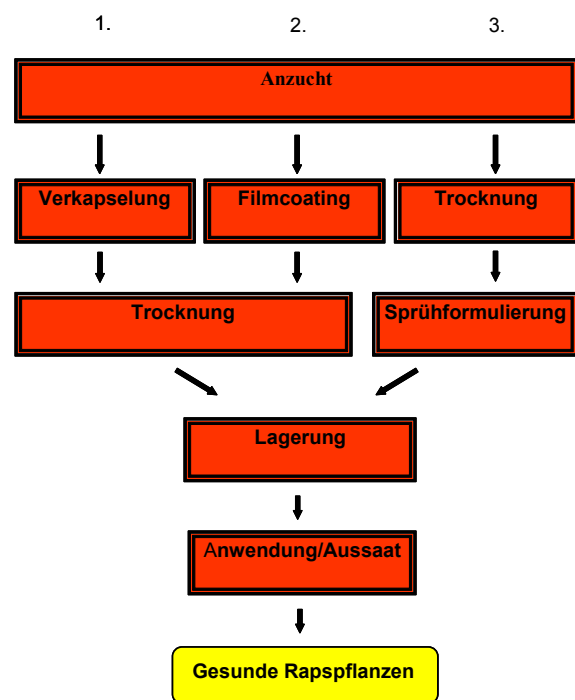 1. 2. 3.
Anzucht
Verkapselung Filmcoating Trocknung
Trocknung Sprühformulierung
Lagerung
Anwendung/Aussaat
Gesunde Rapspflanzen